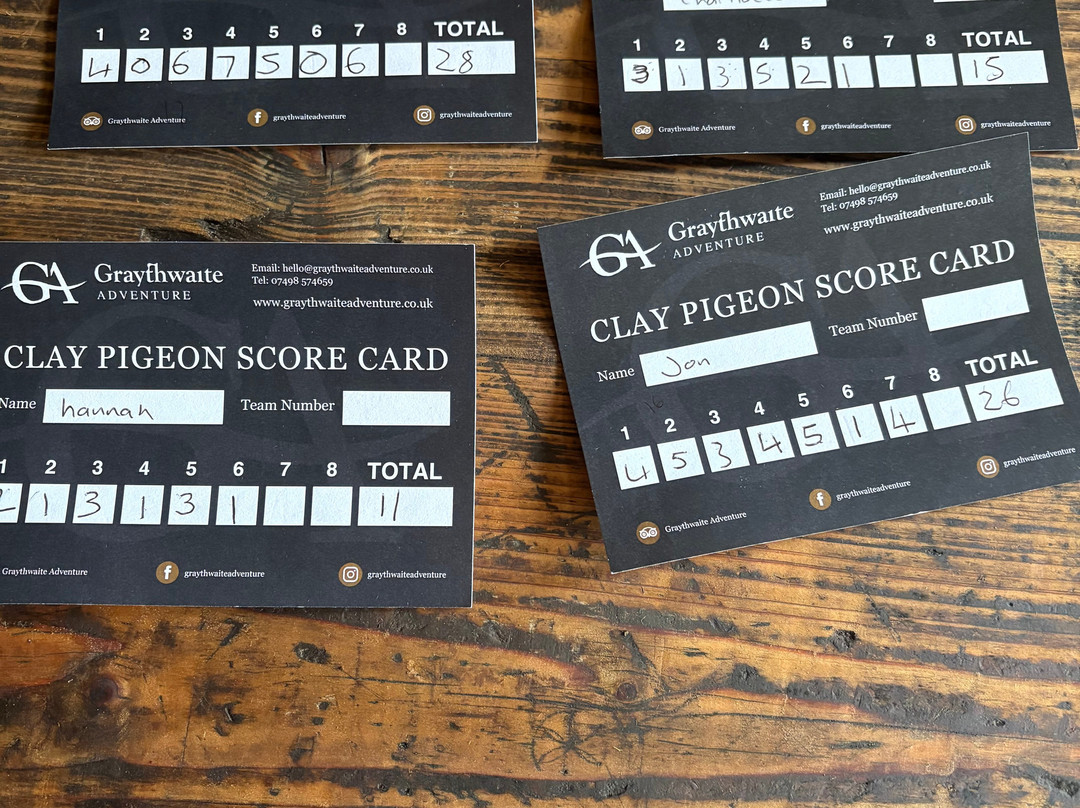 1 2 3 4 5 6 7 8 TOTAL
4 0 6 7 5 0 6 28
Graythwaite Adventure graythwaiteadventure graythwaiteadventure
1 2 3 4 5 6 7 8 TOTAL
3 1 3 5 2 1 15
Graythwaite Adventure graythwaiteadventure graythwaiteadventure
GA Graythwaite
ADVENTURE
Email: hello@graythwaiteadventure.co.uk
Tel: 07498 574659
www.graythwaiteadventure.co.uk
CLAY PIGEON SCORE CARD
Name hannah Team Number
1 2 3 4 5 6 7 8 TOTAL
2 1 3 1 3 1 11
Graythwaite Adventure graythwaiteadventure graythwaiteadventure
GA Graythwaite
ADVENTURE
Email: hello@graythwaiteadventure.co.uk
Tel: 07498 574659
www.graythwaiteadventure.co.uk
CLAY PIGEON SCORE CARD
Name Jon Team Number
1 2 3 4 5 6 7 8 TOTAL
4 5 3 4 5 1 4 26
Graythwaite Adventure graythwaiteadventure graythwaiteadventure